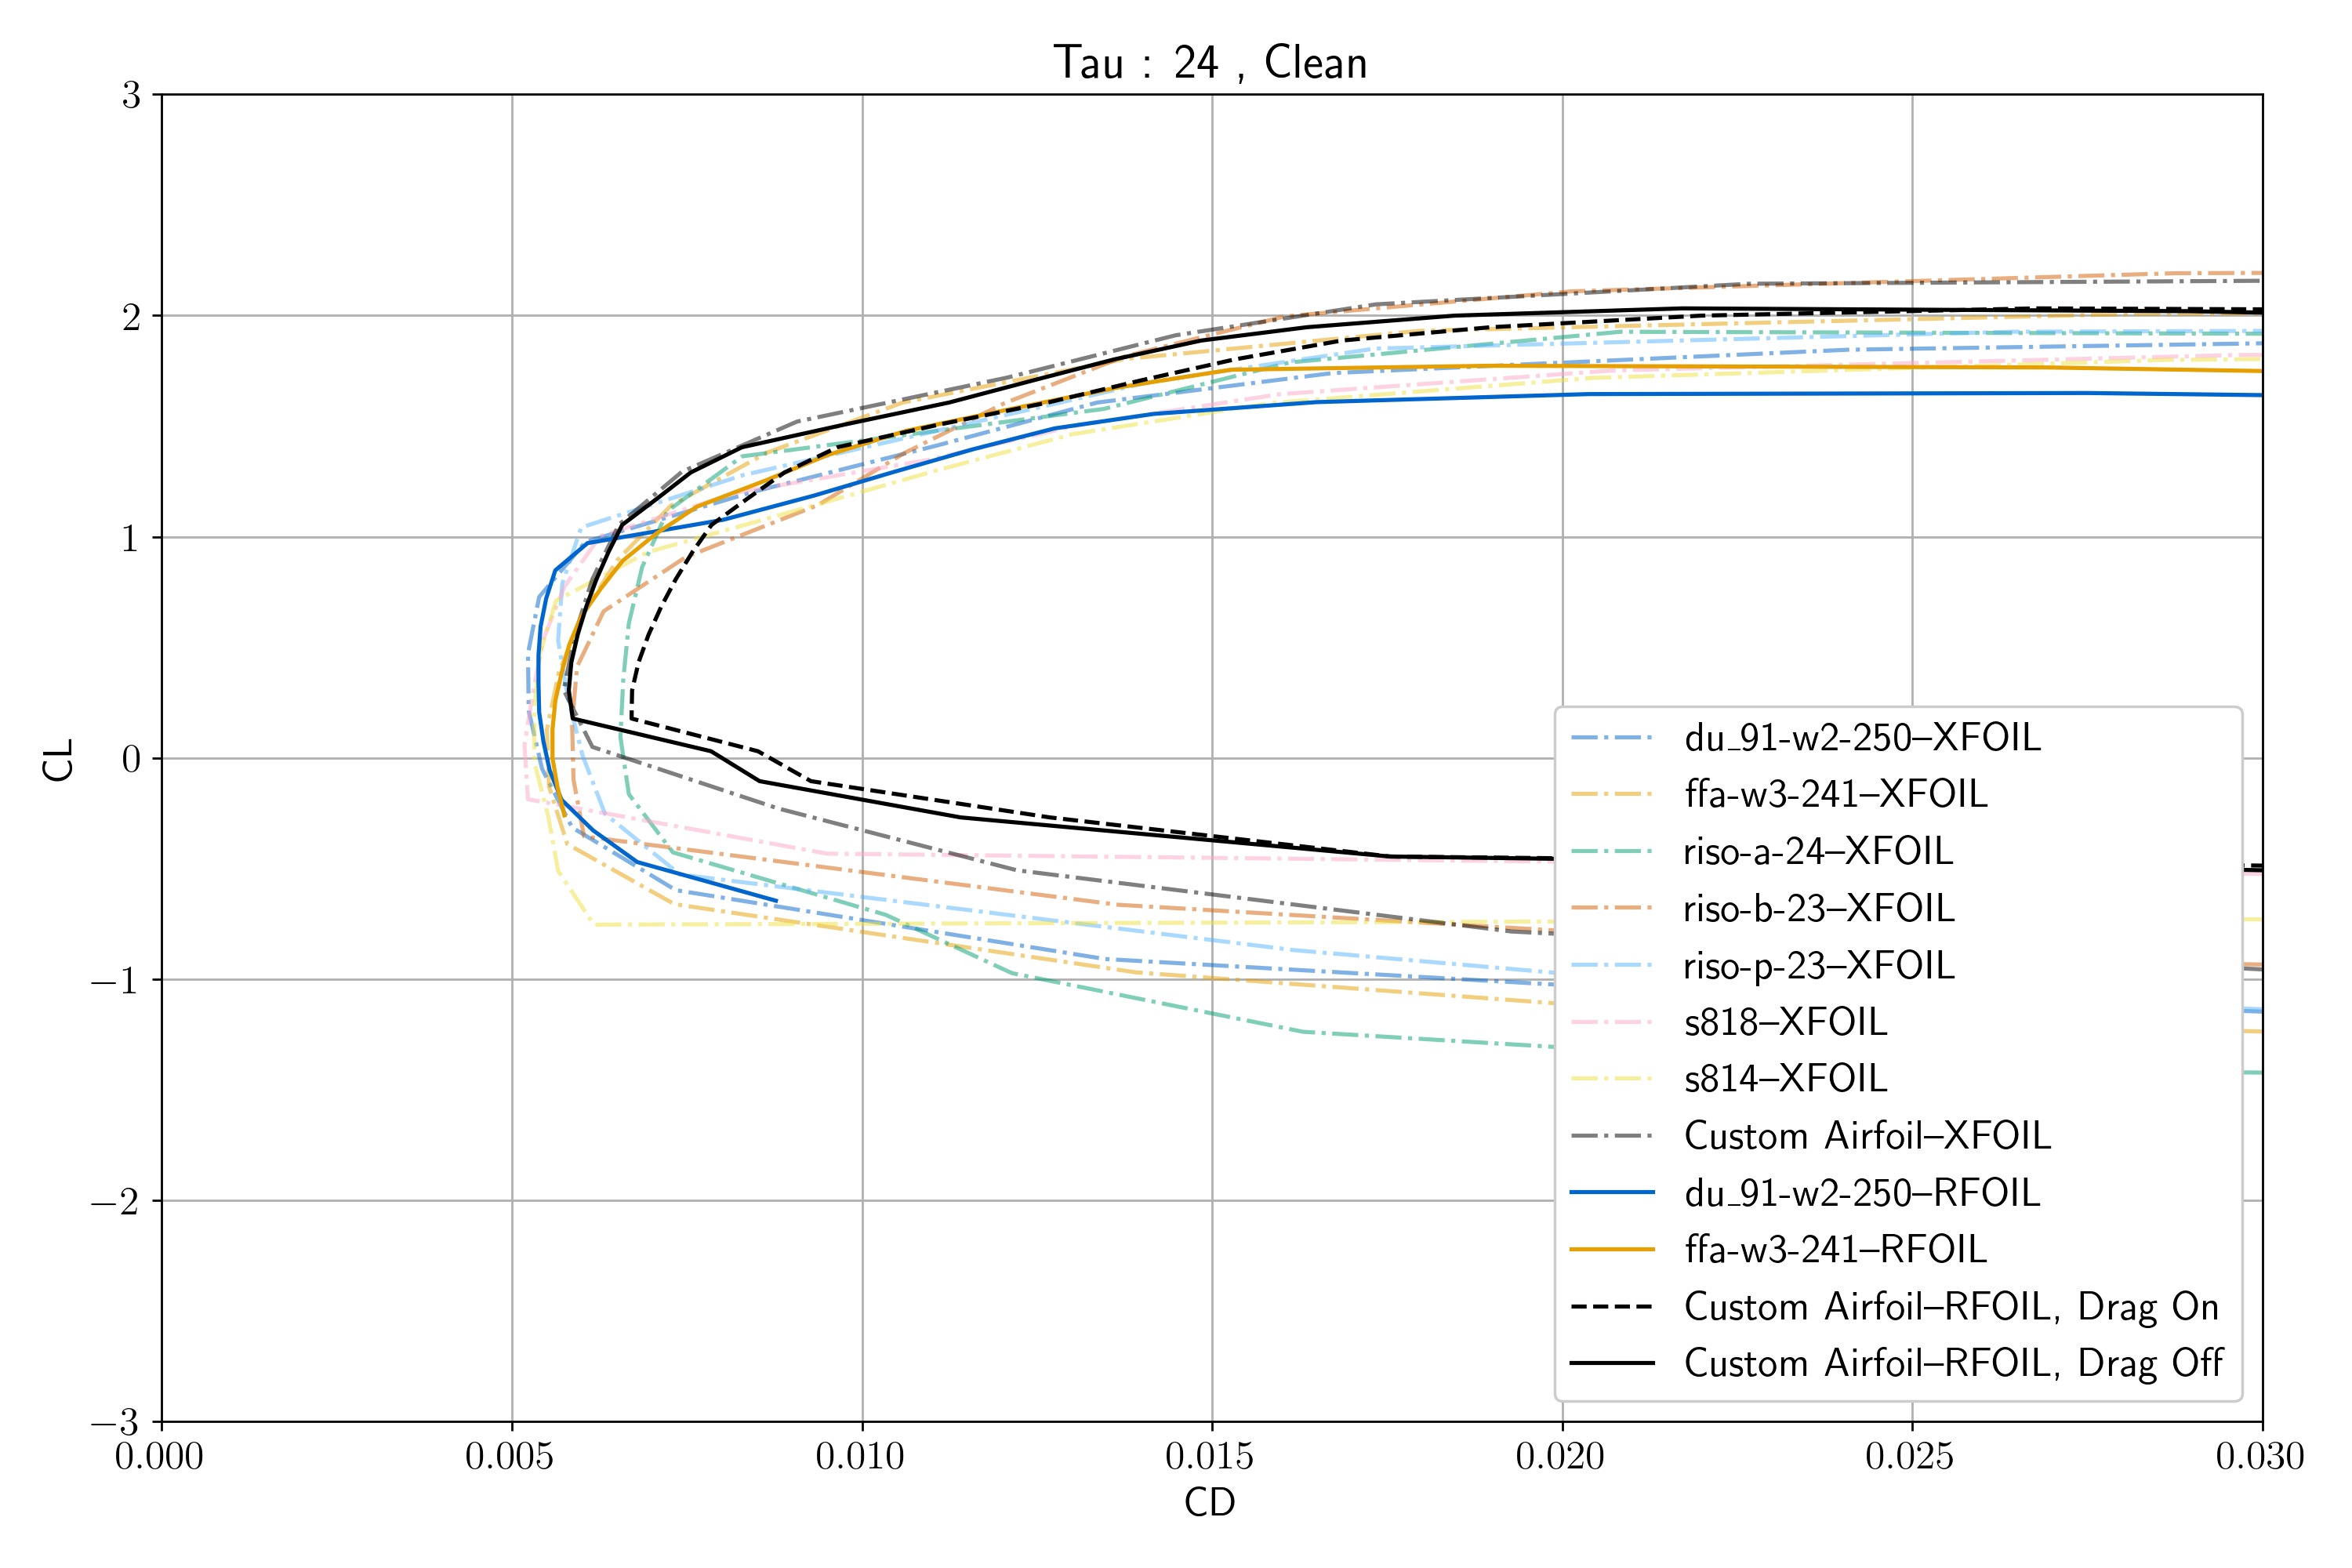 Tau : 24 , Clean
3
2
1
0
−1
−2
−3
CL
0.000 0.005 0.010 0.015 0.020 0.025 0.030
CD
du_91-w2-250–XFOIL
ffa-w3-241–XFOIL
riso-a-24–XFOIL
riso-b-23–XFOIL
riso-p-23–XFOIL
s818–XFOIL
s814–XFOIL
Custom Airfoil–XFOIL
du_91-w2-250–RFOIL
ffa-w3-241–RFOIL
Custom Airfoil–RFOIL, Drag On
Custom Airfoil–RFOIL, Drag Off